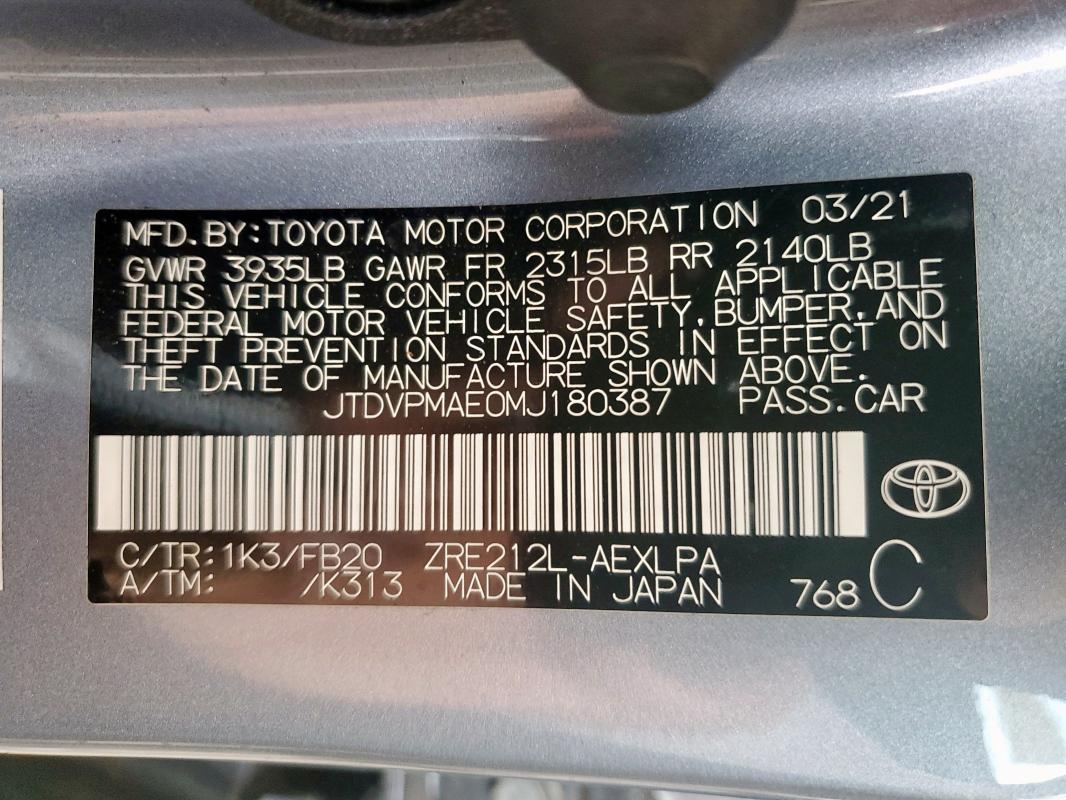 MFD.BY:TOYOTA MOTOR CORPORATION 03/21
GVWR 3935LB GAWR FR 2315LB RR 2140LB
THIS VEHICLE CONFORMS TO ALL APPLICABLE
FEDERAL MOTOR VEHICLE SAFETY,BUMPER,AND
THEFT PREVENTION STANDARDS IN EFFECT ON
THE DATE OF MANUFACTURE SHOWN ABOVE.
JTDVPMAE0MJ180387 PASS.CAR
C/TR:1K3/FB20 ZRE212L-AEXLPA
A/TM: /K313 MADE IN JAPAN 768 C